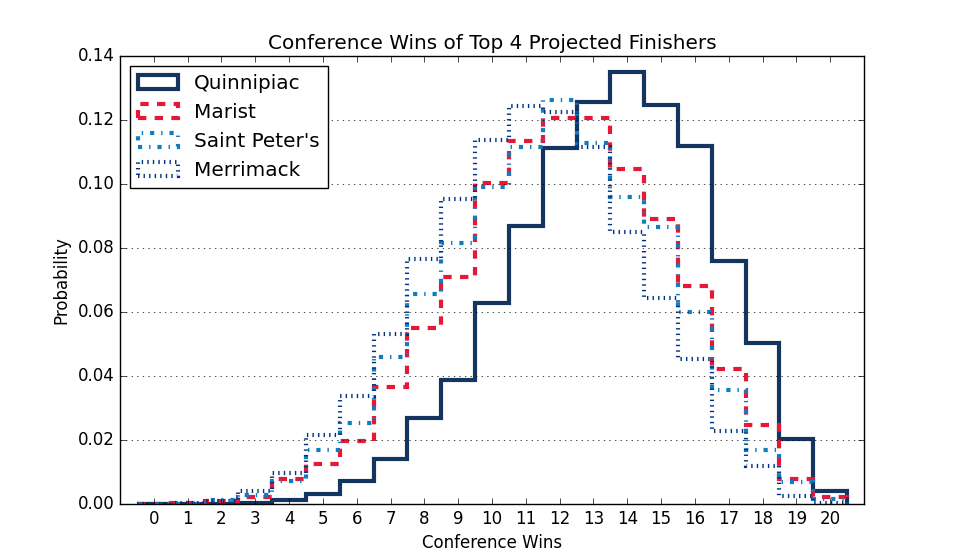 Conference Wins of Top 4 Projected Finishers
0.14
0.12
0.10
0.08
0.06
0.04
0.02
0.00
Probability
Quinnipiac
Marist
Saint Peter's
Merrimack
0 1 2 3 4 5 6 7 8 9 10 11 12 13 14 15 16 17 18 19 20
Conference Wins